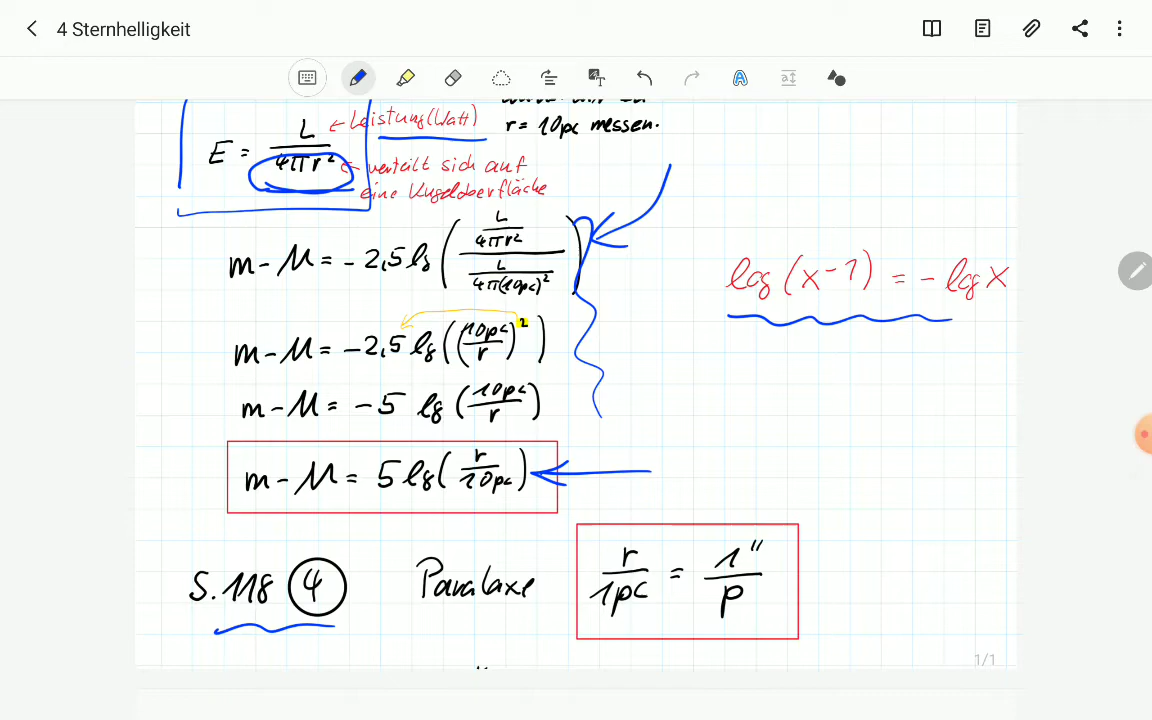 4 Sternhelligkeit
r = 10pc messen.
E = L / 4πr² ← Leistung (Watt)
← verteilt sich auf
eine Kugeloberfläche
m - M = - 2,5 lg ( (L / 4πr²) / (L / 4π(10pc)²) )
log (x-1) = - log x
m - M = -2,5 lg ((10pc / r)²)
m - M = -5 lg (10pc / r)
m - M = 5 lg (r / 10pc)
S. 118 4 Paralaxe r / 1pc = 1" / p
1/1